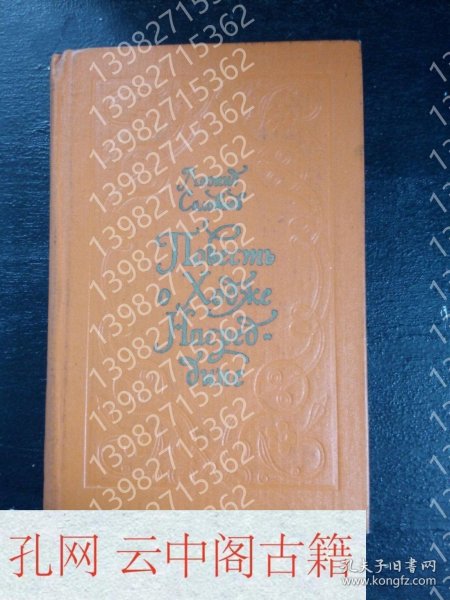 Леонид
Соловьев
Повесть
о Ходже
Насред-
дине
13982715362
孔网 云中阁古籍
孔夫子旧书网
www.kongfz.com